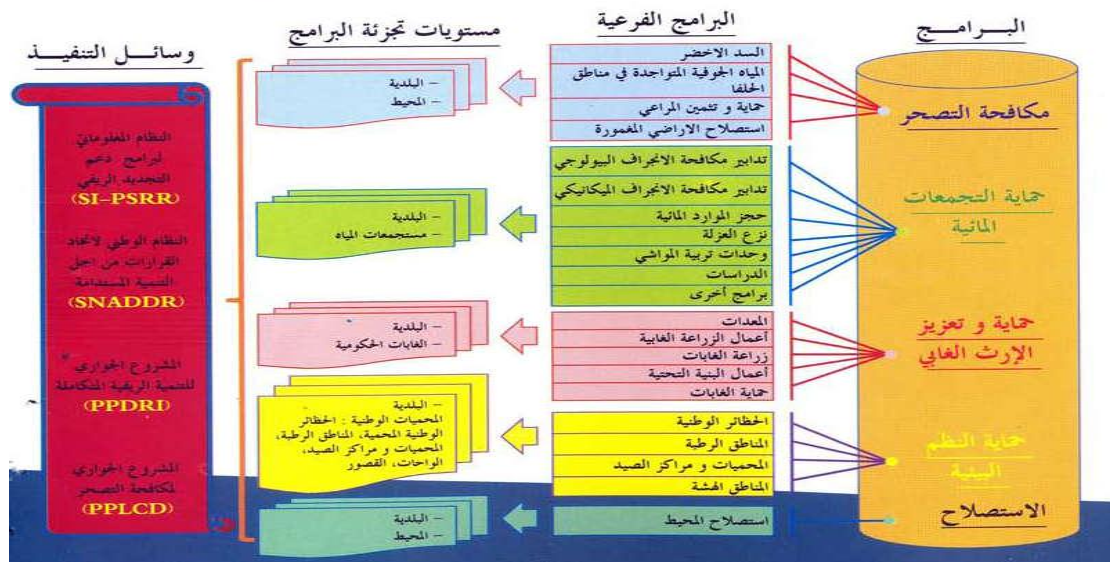 البرامج
مكافحة التصحر
حماية التجمعات
المائية
حماية و تعزيز
الإرث الغابي
حماية النظم
البيئية
الاستصلاح
البرامج الفرعية
السد الاخضر
المياه الجوفية المتواجدة في مناطق
الحلفا
حماية و تثمين المراعي
استصلاح الاراضي المغمورة
تدابير مكافحة الانجراف البيولوجي
تدابير مكافحة الانجراف الميكانيكي
حجز الموارد المائية
نزع العزلة
وحدات تربية المواشي
الدراسات
برامج أخرى
المعدات
أعمال الزراعة الغابية
زراعة الغابات
أعمال البنية التحتية
حماية الغابات
الحظائر الوطنية
المناطق الرطبة
المحميات و مراكز الصيد
المناطق الهشة
استصلاح المحيط
مستويات تجزئة البرامج
– البلدية
– المحيط
– البلدية
– مستجمعات المياه
– البلدية
– الغابات الحكومية
– البلدية
المحميات الوطنية : الحظائر
الوطنية المحمية، المناطق الرطبة،
المحميات و مراكز الصيد،
الواحات، القصور
– البلدية
– المحيط
وسائل التنفيذ
النظام المعلوماتي
لبرامج دعم
التجديد الريفي
(SI-PSRR)
النظام الوطني لاتخاذ
القرارات من اجل
التنمية المستدامة
(SNADDR)
المشروع الجواري
للتنمية الريفية المتكاملة
(PPDRI)
المشروع الجواري
لمكافحة التصحر
(PPLCD)